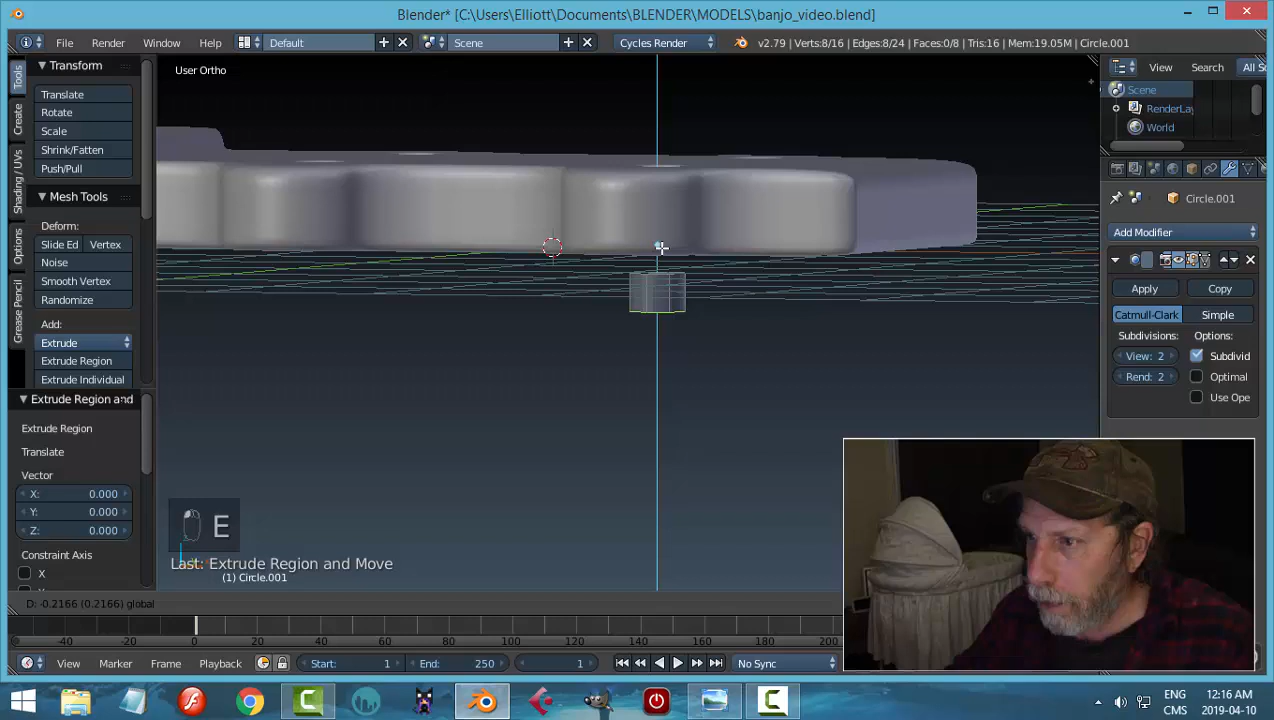 Blender* [C:\Users\Elliott\Documents\BLENDER\MODELS\banjo_video.blend]
File Render Window Help Default Scene Cycles Render v2.79 | Verts:8/16 | Edges:8/24 | Faces:0/8 | Tris:16 | Mem:19.05M | Circle.001
Tools
Create
Shading / UVs
Options
Grease Pencil
Transform
Translate
Rotate
Scale
Shrink/Fatten
Push/Pull
Mesh Tools
Deform:
Slide Ed Vertex
Noise
Smooth Vertex
Randomize
Add:
Extrude
Extrude Region
Extrude Individual
Extrude Region and
Extrude Region
Translate
Vector
X: 0.000
Y: 0.000
Z: 0.000
Constraint Axis
X
User Ortho
E
Last: Extrude Region and Move
(1) Circle.001
D: -0.2166 (0.2166) global
View Search All S
Scene
RenderLay
World
Circle.001
Add Modifier
Apply Copy
Catmull-Clark Simple
Subdivisions: Options:
View: 2 Subdivid
Rend: 2 Optimal
Use Ope
-40 -20 0 20 40 60 80 100 120 140 160 180 200
View Marker Frame Playback Start: 1 End: 250 1 No Sync
ENG 12:16 AM
CMS 2019-04-10